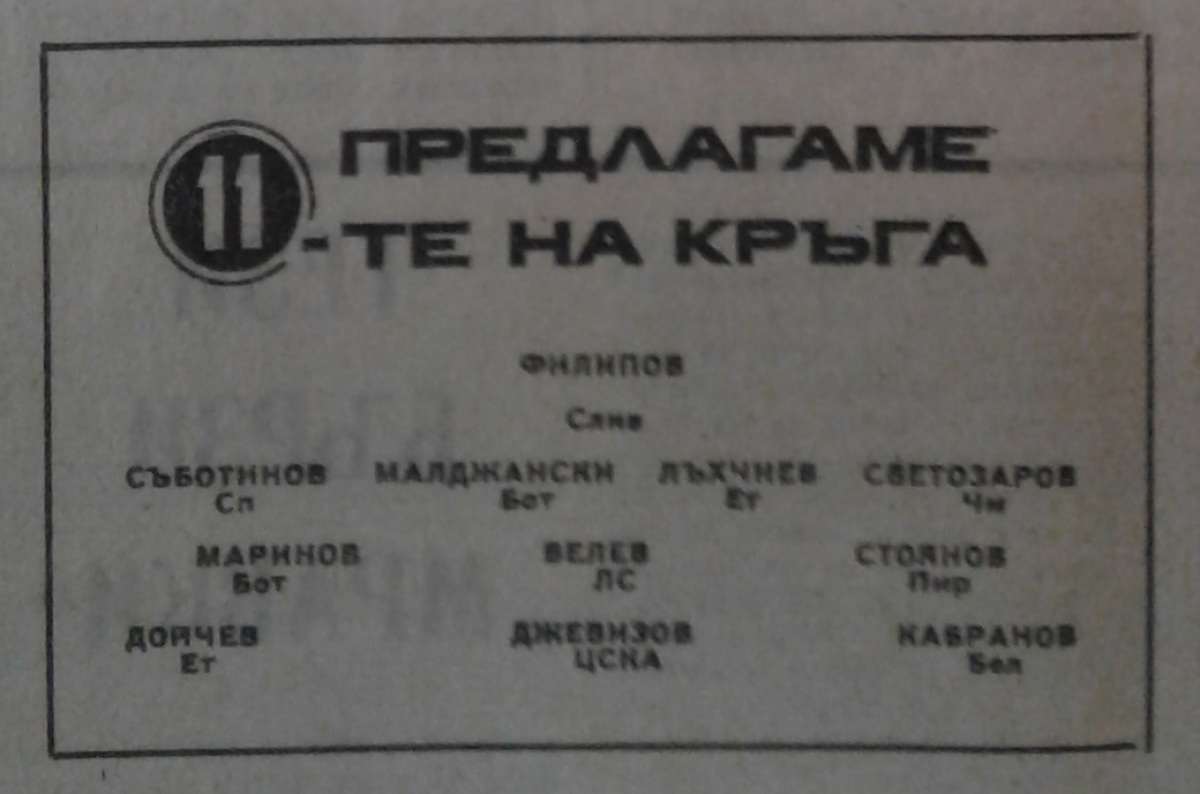 ПРЕДЛАГАМЕ
11-ТЕ НА КРЪГА
ФИЛИПОВ
Слив
СЪБОТИНОВ МАЛДЖАНСКИ ЛЪХЧИЕВ СВЕТОЗАРОВ
Сп Бот Ет Чм
МАРИНОВ ВЕЛЕВ СТОЯНОВ
Бот ЛС Пир
ДОЙЧЕВ ДЖЕВИЗОВ КАБРАНОВ
Ет ЦСКА Бел